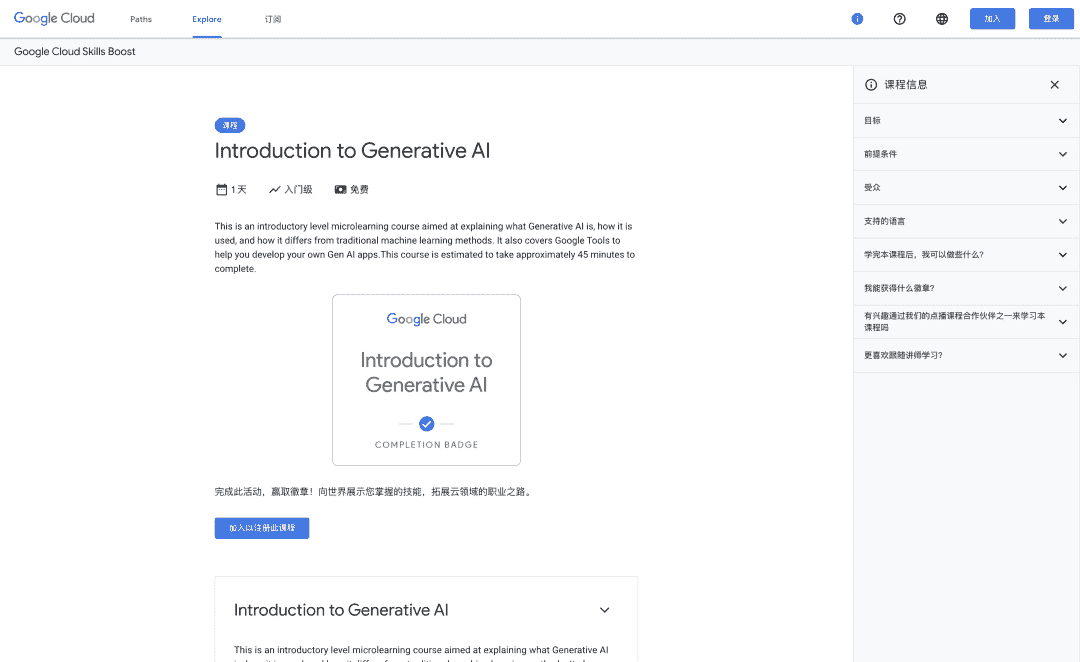 Google Cloud
Paths
Explore
订阅
加入
登录
Google Cloud Skills Boost
课程
Introduction to Generative AI
1 天
入门级
免费
This is an introductory level microlearning course aimed at explaining what Generative AI is, how it is
used, and how it differs from traditional machine learning methods. It also covers Google Tools to
help you develop your own Gen AI apps.This course is estimated to take approximately 45 minutes to
complete.
Google Cloud
Introduction to
Generative AI
COMPLETION BADGE
完成此活动，赢取徽章！向世界展示您掌握的技能，拓展云领域的职业之路。
加入以注册此课程
Introduction to Generative AI
This is an introductory level microlearning course aimed at explaining what Generative AI
课程信息
目标
前提条件
受众
支持的语言
学完本课程后，我可以做些什么?
我能获得什么徽章?
有兴趣通过我们的点播课程合作伙伴之一来学习本
课程吗
更喜欢跟随讲师学习?